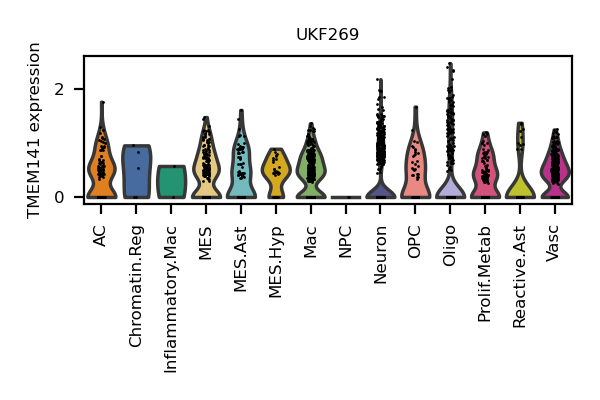 UKF269
TMEM141 expression
2
0
AC
Chromatin.Reg
Inflammatory.Mac
MES
MES.Ast
MES.Hyp
Mac
NPC
Neuron
OPC
Oligo
Prolif.Metab
Reactive.Ast
Vasc